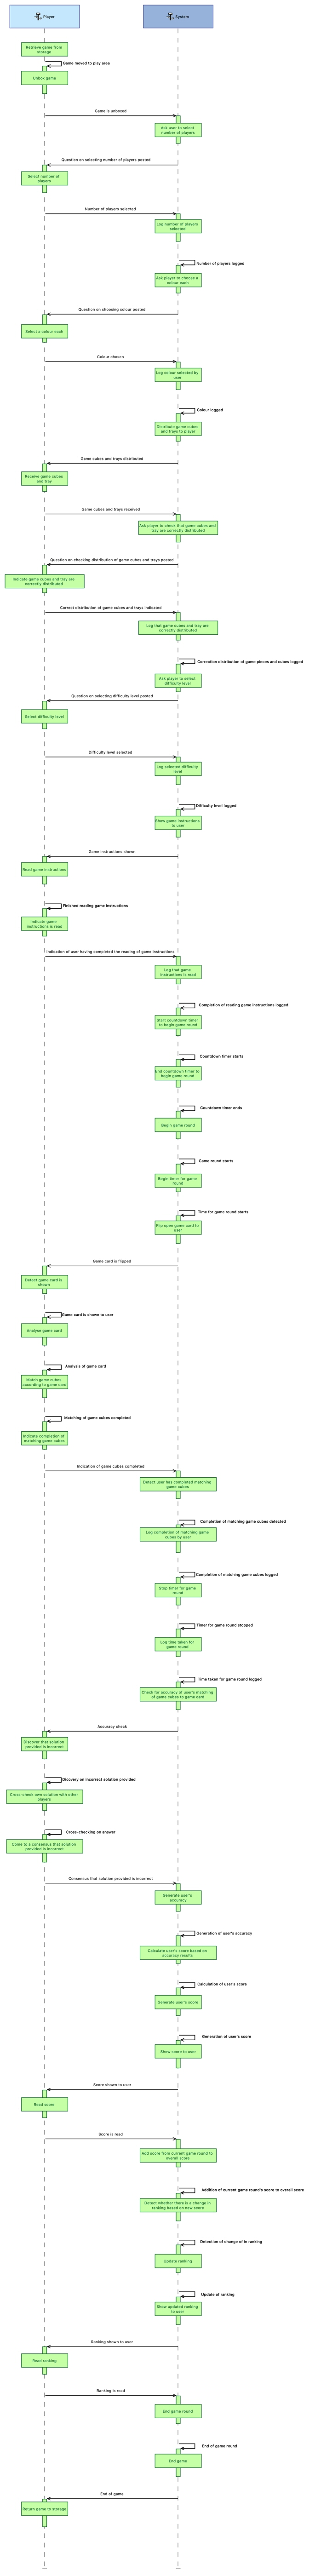 Player
System
Retrieve game from
storage
Game moved to play area
Unbox game
Game is unboxed
Ask user to select
number of players
Question on selecting number of players posted
Select number of
players
Number of players selected
Log number of players
selected
Number of players logged
Ask player to choose a
colour each
Question on choosing colour posted
Select a colour each
Colour chosen
Log colour selected by
user
Colour logged
Distribute game cubes
and trays to player
Game cubes and trays distributed
Receive game cubes
and tray
Game cubes and trays received
Ask player to check that game cubes and
tray are correctly distributed
Question on checking distribution of game cubes and trays posted
Indicate game cubes and tray are
correctly distributed
Correct distribution of game cubes and trays indicated
Log that game cubes and tray are
correctly distributed
Correction distribution of game pieces and cubes logged
Ask player to select
difficulty level
Question on selecting difficulty level posted
Select difficulty level
Difficulty level selected
Log selected difficulty
level
Difficulty level logged
Show game instructions
to user
Game instructions shown
Read game instructions
Finished reading game instructions
Indicate game
instructions is read
Indication of user having completed the reading of game instructions
Log that game
instructions is read
Completion of reading game instructions logged
Start countdown timer
to begin game round
Countdown timer starts
End countdown timer to
begin game round
Countdown timer ends
Begin game round
Game round starts
Begin timer for game
round
Time for game round starts
Flip open game card to
user
Game card is flipped
Detect game card is
shown
Game card is shown to user
Analyse game card
Analysis of game card
Match game cubes
according to game card
Matching of game cubes completed
Indicate completion of
matching game cubes
Indication of game cubes completed
Detect user has completed matching
game cubes
Completion of matching game cubes detected
Log completion of matching game
cubes by user
Completion of matching game cubes logged
Stop timer for game
round
Timer for game round stopped
Log time taken for
game round
Time taken for game round logged
Check for accuracy of user's matching
of game cubes to game card
Accuracy check
Discover that solution
provided is incorrect
Dicovery on incorrect solution provided
Cross-check own solution with other
players
Cross-checking on answer
Come to a consensus that solution
provided is incorrect
Consensus that solution provided is incorrect
Generate user's
accuracy
Generation of user's accuracy
Calculate user's score based on
accuracy results
Calculation of user's score
Generate user's score
Generation of user's score
Show score to user
Score shown to user
Read score
Score is read
Add score from current game round to
overall score
Addition of current game round's score to overall score
Detect whether there is a change in
ranking based on new score
Detection of change of in ranking
Update ranking
Update of ranking
Show updated ranking
to user
Ranking shown to user
Read ranking
Ranking is read
End game round
End of game round
End game
End of game
Return game to storage